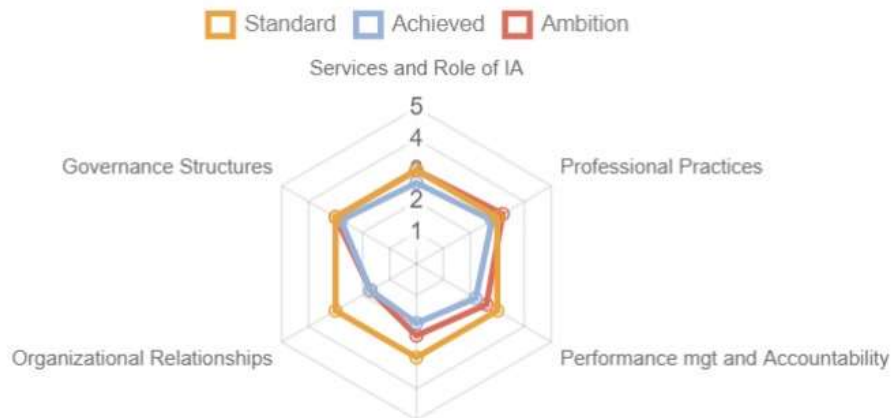 Standard Achieved Ambition
Services and Role of IA
5
4
Governance Structures
Professional Practices
2
1
Organizational Relationships
Performance mgt and Accountability